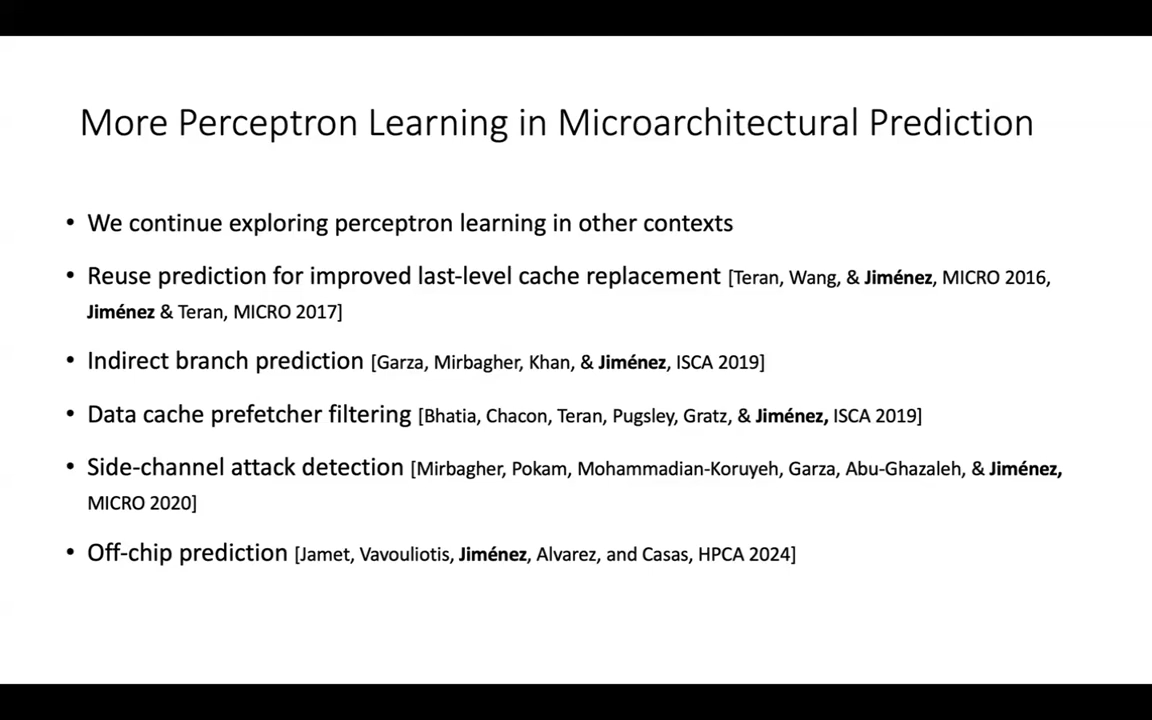 More Perceptron Learning in Microarchitectural Prediction
• We continue exploring perceptron learning in other contexts
• Reuse prediction for improved last-level cache replacement [Teran, Wang, & Jiménez, MICRO 2016,
Jiménez & Teran, MICRO 2017]
• Indirect branch prediction [Garza, Mirbagher, Khan, & Jiménez, ISCA 2019]
• Data cache prefetcher filtering [Bhatia, Chacon, Teran, Pugsley, Gratz, & Jiménez, ISCA 2019]
• Side-channel attack detection [Mirbagher, Pokam, Mohammadian-Koruyeh, Garza, Abu-Ghazaleh, & Jiménez,
MICRO 2020]
• Off-chip prediction [Jamet, Vavouliotis, Jiménez, Alvarez, and Casas, HPCA 2024]